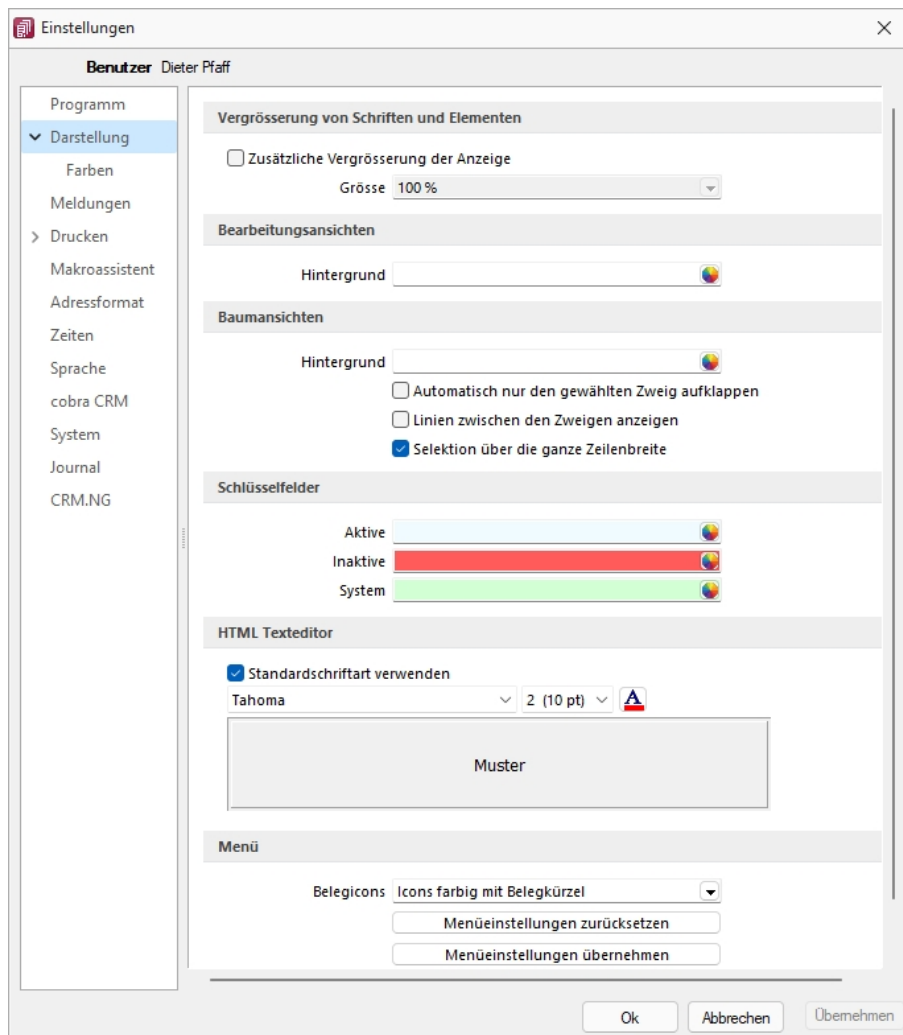 Einstellungen
Benutzer Dieter Pfaff
Programm
Darstellung
Farben
Meldungen
Drucken
Makroassistent
Adressformat
Zeiten
Sprache
cobra CRM
System
Journal
CRM.NG
Vergrösserung von Schriften und Elementen
Zusätzliche Vergrösserung der Anzeige
Grösse 100 %
Bearbeitungsansichten
Hintergrund
Baumansichten
Hintergrund
Automatisch nur den gewählten Zweig aufklappen
Linien zwischen den Zweigen anzeigen
Selektion über die ganze Zeilenbreite
Schlüsselfelder
Aktive
Inaktive
System
HTML Texteditor
Standardschriftart verwenden
Tahoma 2 (10 pt) A
Muster
Menü
Belegicons Icons farbig mit Belegkürzel
Menüeinstellungen zurücksetzen
Menüeinstellungen übernehmen
Ok Abbrechen Übernehmen